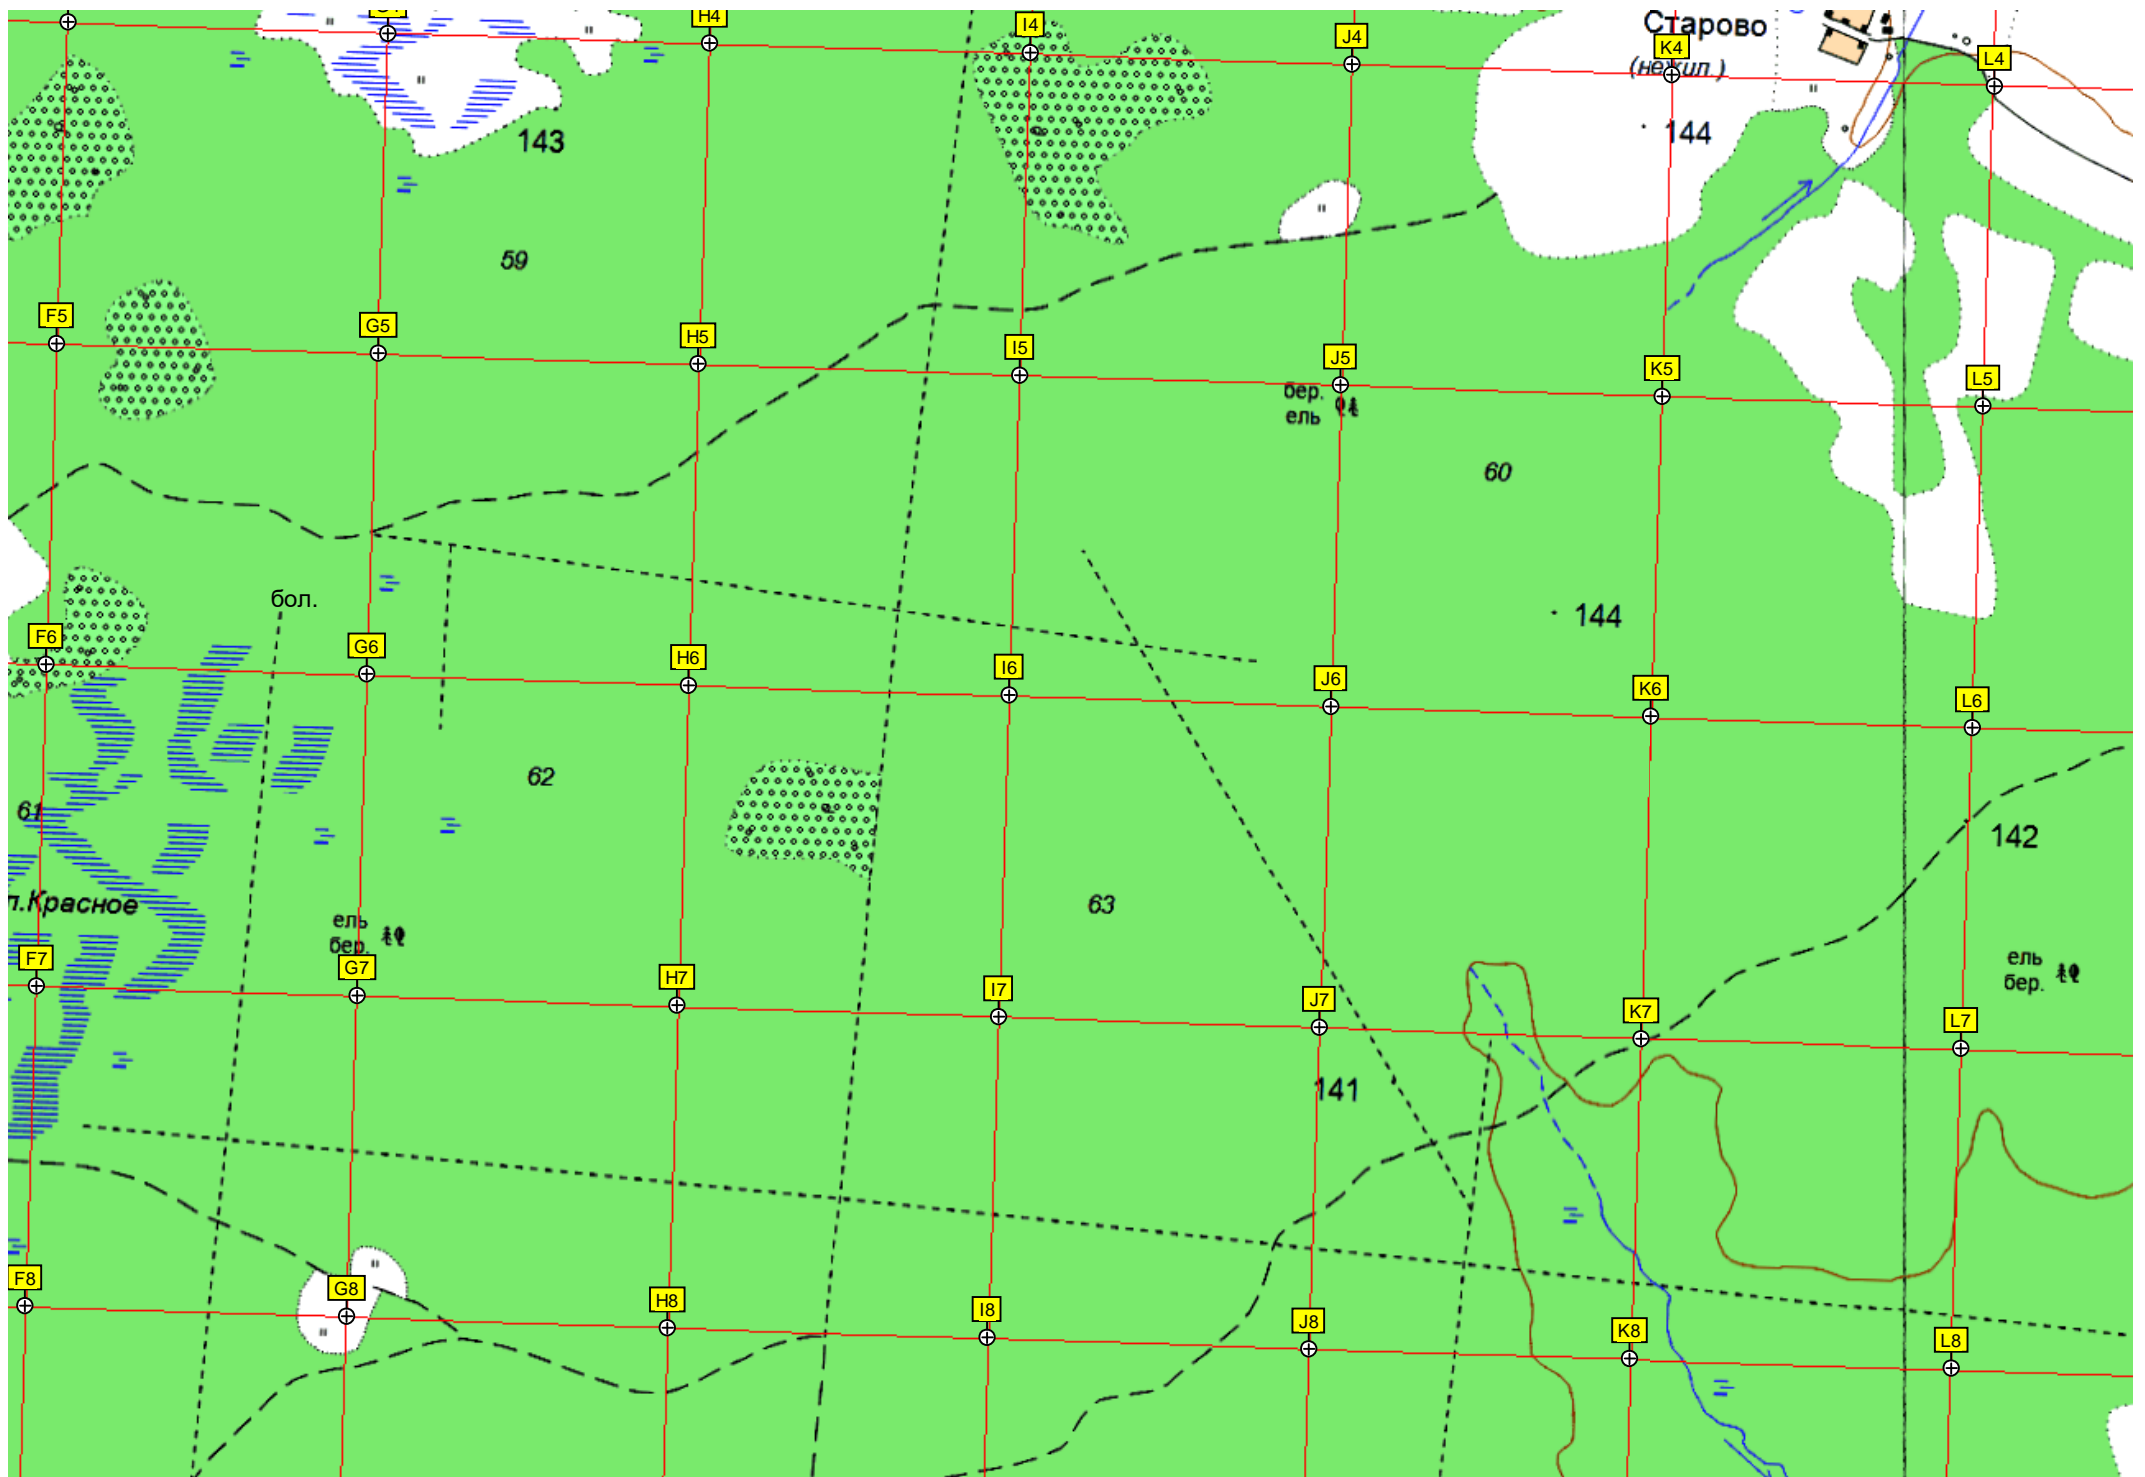 H4
I4
J4
Старово
K4
(нежил.)
L4
143
144
59
F5
G5
H5
I5
J5
K5
L5
бер.
ель
60
бол.
144
F6
G6
H6
I6
J6
K6
L6
61
62
142
л.Красное
63
ель
бер.
ель
бер.
F7
G7
H7
I7
J7
K7
L7
141
F8
G8
H8
I8
J8
K8
L8